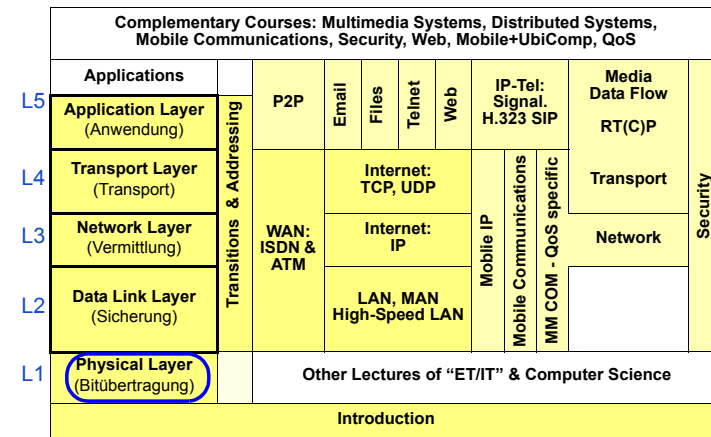 Complementary Courses: Multimedia Systems, Distributed Systems,
Mobile Communications, Security, Web, Mobile+UbiComp, QoS
Applications
L5
Application Layer
(Anwendung)
L4
Transport Layer
(Transport)
L3
Network Layer
(Vermittlung)
L2
Data Link Layer
(Sicherung)
L1
Physical Layer
(Bitübertragung)
Transitions & Addressing
P2P
Email
Files
Telnet
Web
IP-Tel:
Signal.
H.323 SIP
Media
Data Flow
RT(C)P
WAN:
ISDN &
ATM
Internet:
TCP, UDP
Internet:
IP
LAN, MAN
High-Speed LAN
Moblie IP
Mobile Communications
MM COM - QoS specific
Transport
Network
Security
Other Lectures of “ET/IT” & Computer Science
Introduction